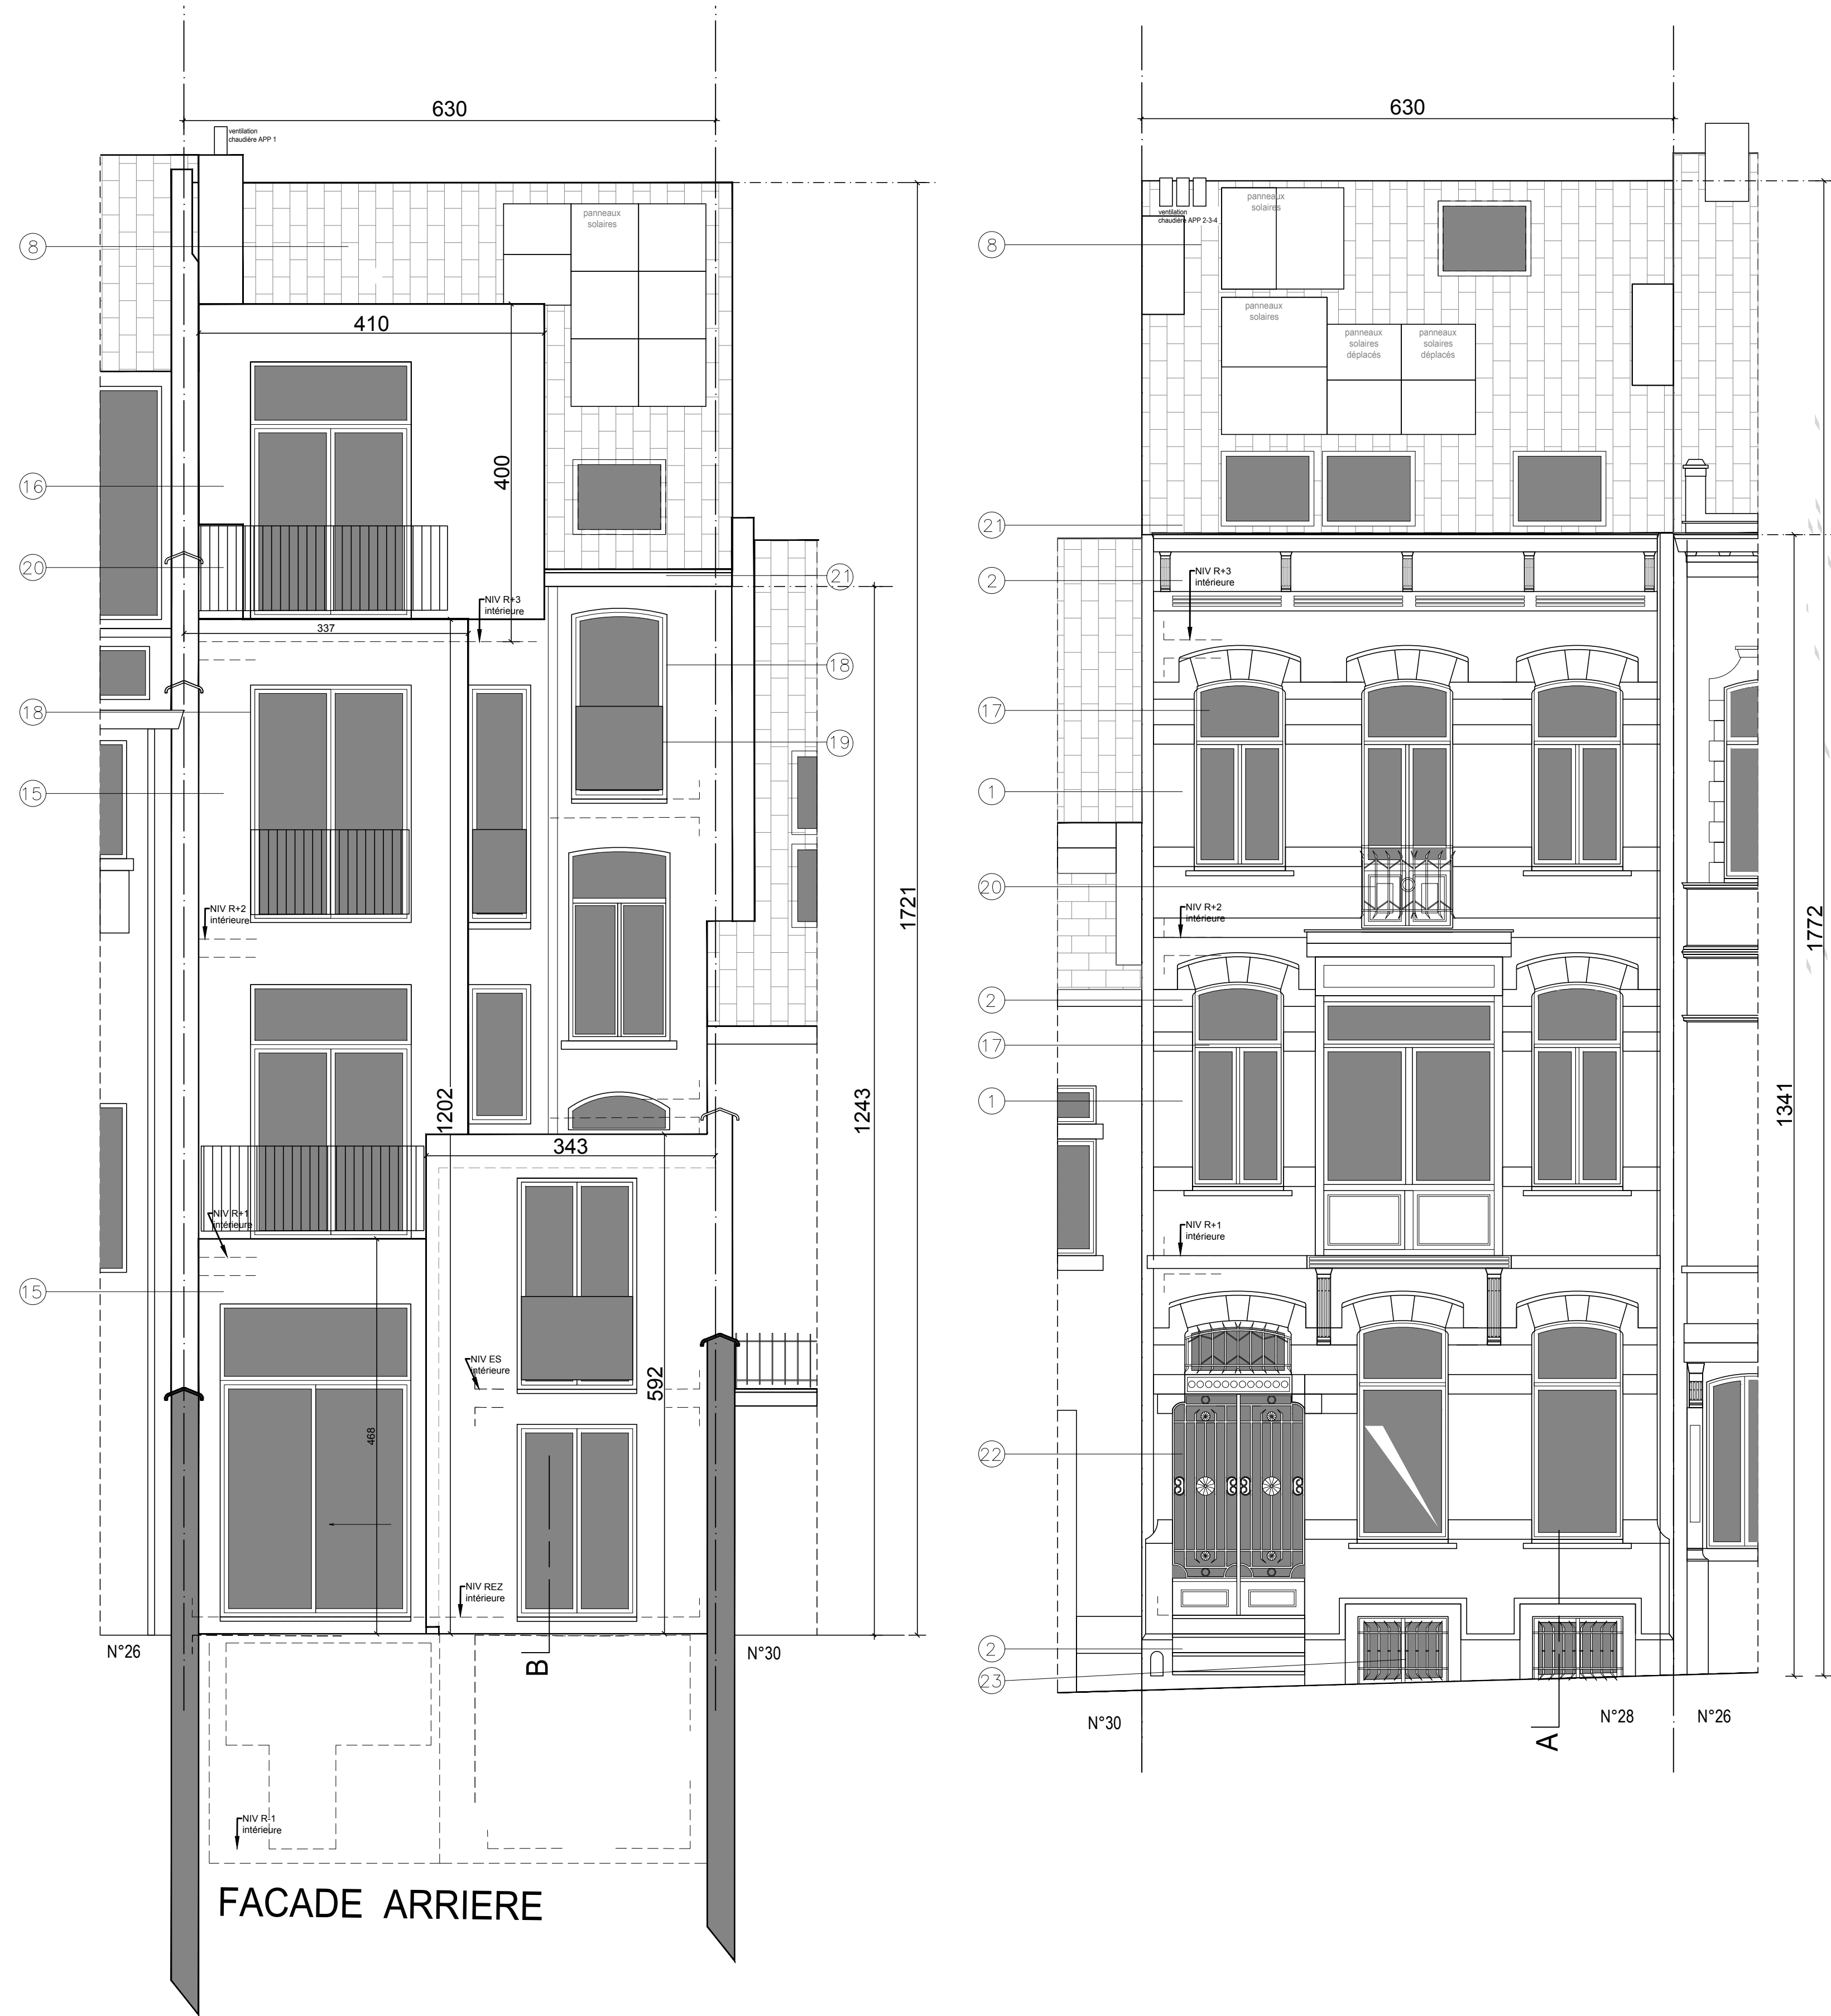 630
ventilation
chaudière APP 1
panneaux
solaires
8
410
400
16
20
21
NIV R+3
intérieure
337
18
18
19
15
NIV R+2
intérieure
1721
1202
1243
343
NIV R+1
intérieure
15
NIV ES
intérieure
592
468
NIV REZ
intérieure
N°26
B
N°30
NIV R-1
intérieure
FACADE ARRIERE
630
ventilation
chaudière APP 2-3-4
panneaux
solaires
8
panneaux
solaires
panneaux
solaires
déplacés
panneaux
solaires
déplacés
21
2
NIV R+3
intérieure
17
1
20
NIV R+2
intérieure
1772
2
17
1
1341
NIV R+1
intérieure
22
2
23
N°30
A
N°28
N°26